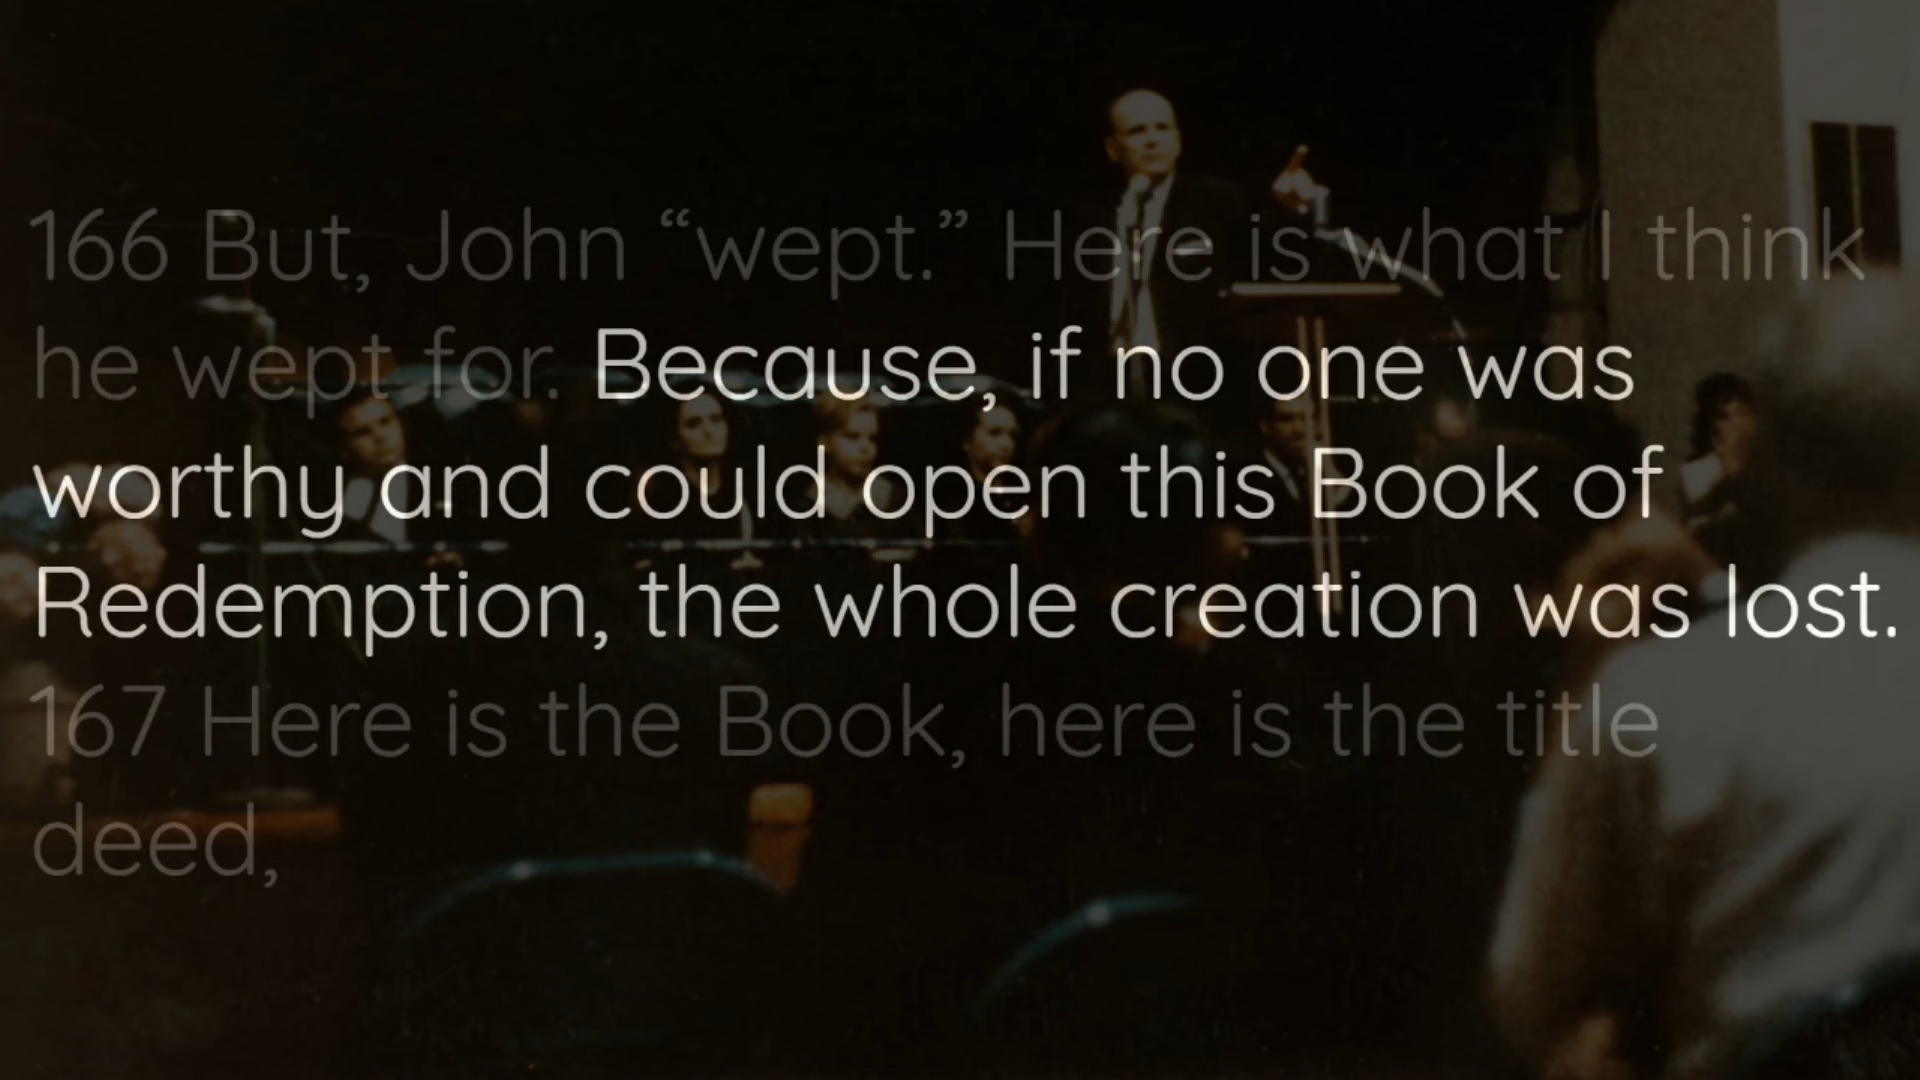 166 But, John “wept.” Here is what I think
he wept for. Because, if no one was
worthy and could open this Book of
Redemption, the whole creation was lost.
167 Here is the Book, here is the title
deed,